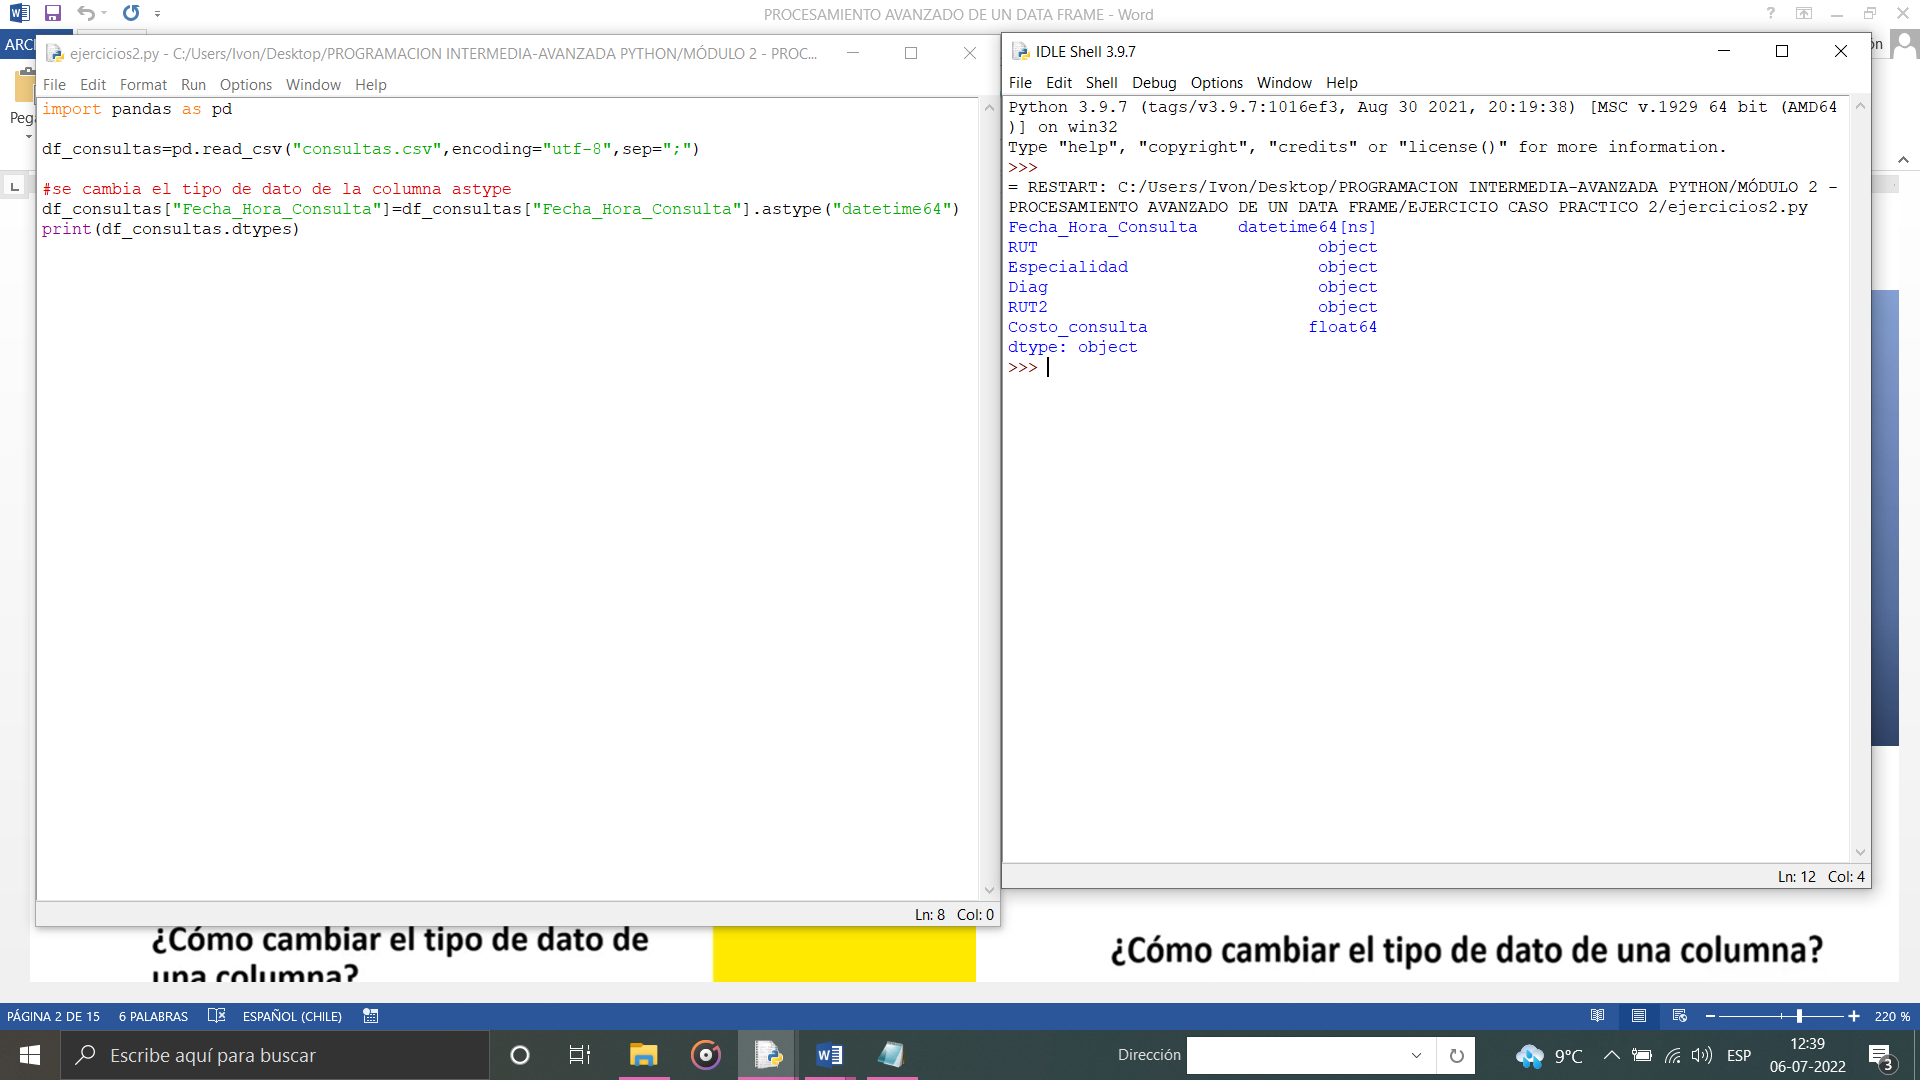 PROCESAMIENTO AVANZADO DE UN DATA FRAME - Word
ejercicios2.py - C:/Users/Ivon/Desktop/PROGRAMACION INTERMEDIA-AVANZADA PYTHON/MÓDULO 2 - PROC...
File Edit Format Run Options Window Help
import pandas as pd
df_consultas=pd.read_csv("consultas.csv",encoding="utf-8",sep=";")
#se cambia el tipo de dato de la columna astype
df_consultas["Fecha_Hora_Consulta"]=df_consultas["Fecha_Hora_Consulta"].astype("datetime64")
print(df_consultas.dtypes)
Ln: 8 Col: 0
IDLE Shell 3.9.7
File Edit Shell Debug Options Window Help
Python 3.9.7 (tags/v3.9.7:1016ef3, Aug 30 2021, 20:19:38) [MSC v.1929 64 bit (AMD64
)] on win32
Type "help", "copyright", "credits" or "license()" for more information.
>>>
= RESTART: C:/Users/Ivon/Desktop/PROGRAMACION INTERMEDIA-AVANZADA PYTHON/MÓDULO 2 -
PROCESAMIENTO AVANZADO DE UN DATA FRAME/EJERCICIO CASO PRACTICO 2/ejercicios2.py
Fecha_Hora_Consulta datetime64[ns]
RUT object
Especialidad object
Diag object
RUT2 object
Costo_consulta float64
dtype: object
>>>
Ln: 12 Col: 4
¿Cómo cambiar el tipo de dato de
una columna?
¿Cómo cambiar el tipo de dato de una columna?
PÁGINA 2 DE 15 6 PALABRAS ESPAÑOL (CHILE) 220 %
Escribe aquí para buscar
Dirección
9°C
ESP
12:39
06-07-2022
3